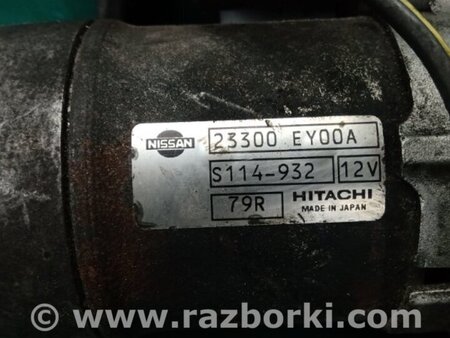 NISSAN 23300 EY00A
S114-932 12V
79R HITACHI
MADE IN JAPAN
www.razborki.com